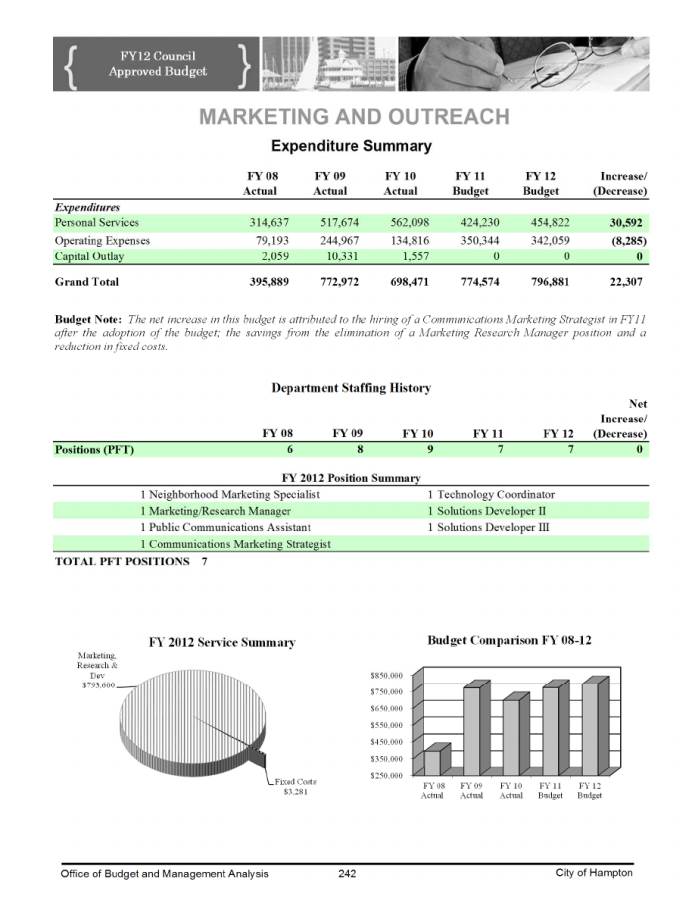 FY12 Council
Approved Budget
MARKETING AND OUTREACH
Expenditure Summary
FY 08 FY 09 FY 10 FY 11 FY 12 Increase/
Actual Actual Actual Budget Budget (Decrease)
Expenditures
Personal Services 314,637 517,674 562,098 424,230 454,822 30,592
Operating Expenses 79,193 244,967 134,816 350,344 342,059 (8,285)
Capital Outlay 2,059 10,331 1,557 0 0 0
Grand Total 395,889 772,972 698,471 774,574 796,881 22,307
Budget Note: The net increase in this budget is attributed to the hiring of a Communications Marketing Strategist in FY11
after the adoption of the budget; the savings from the elimination of a Marketing Research Manager position and a
reduction in fixed costs.
Department Staffing History
Net
Increase/
FY 08 FY 09 FY 10 FY 11 FY 12 (Decrease)
Positions (PFT) 6 8 9 7 7 0
FY 2012 Position Summary
1 Neighborhood Marketing Specialist 1 Technology Coordinator
1 Marketing/Research Manager 1 Solutions Developer II
1 Public Communications Assistant 1 Solutions Developer III
1 Communications Marketing Strategist
TOTAL PFT POSITIONS 7
FY 2012 Service Summary
Marketing,
Research &
Dev
$793,600
Fixed Costs
$3,281
Budget Comparison FY 08-12
$850,000
$750,000
$650,000
$550,000
$450,000
$350,000
$250,000
FY 08 FY 09 FY 10 FY 11 FY 12
Actual Actual Actual Budget Budget
Office of Budget and Management Analysis 242 City of Hampton